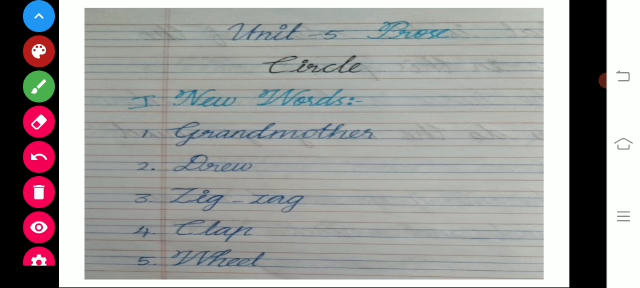 Unit - 5 Prose
Circle
I. New Words:-
1. Grandmother
2. Drew
3. Zig - zag
4. Clap
5. Wheel